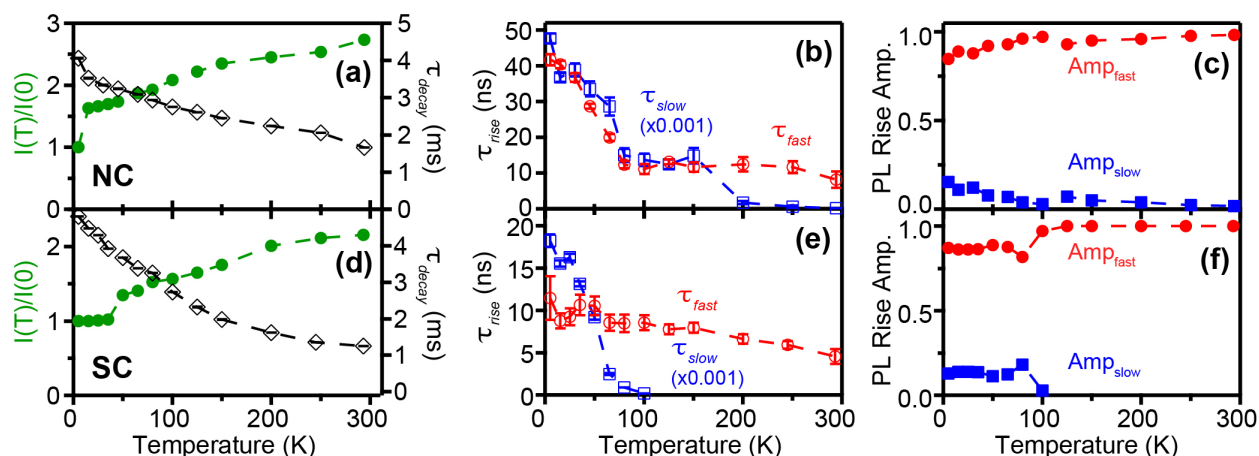 3
2
1
0
I(T)/I(0)
(a)
NC
5
4
3
2
1
0
τdecay (ms)
50
40
30
20
10
0
τrise (ns)
(b)
τslow
(x0.001)
τfast
1.0
0.5
0.0
PL Rise Amp.
(c)
Ampfast
Ampslow
2
1
0
I(T)/I(0)
(d)
SC
4
3
2
1
0
τdecay (ms)
0 100 200 300
Temperature (K)
20
15
10
5
0
τrise (ns)
(e)
τfast
τslow
(x0.001)
0 100 200 300
Temperature (K)
1.0
0.5
0.0
PL Rise Amp.
(f)
Ampfast
Ampslow
0 100 200 300
Temperature (K)